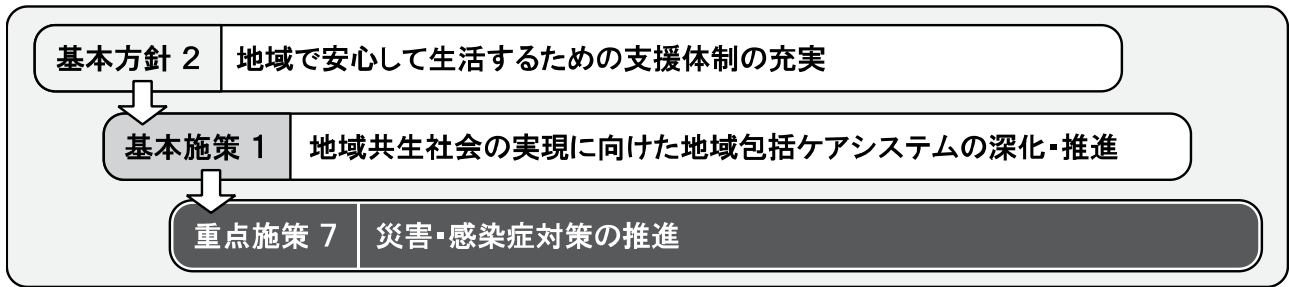 基本方針 2 地域で安心して生活するための支援体制の充実
基本施策 1 地域共生社会の実現に向けた地域包括ケアシステムの深化・推進
重点施策 7 災害・感染症対策の推進